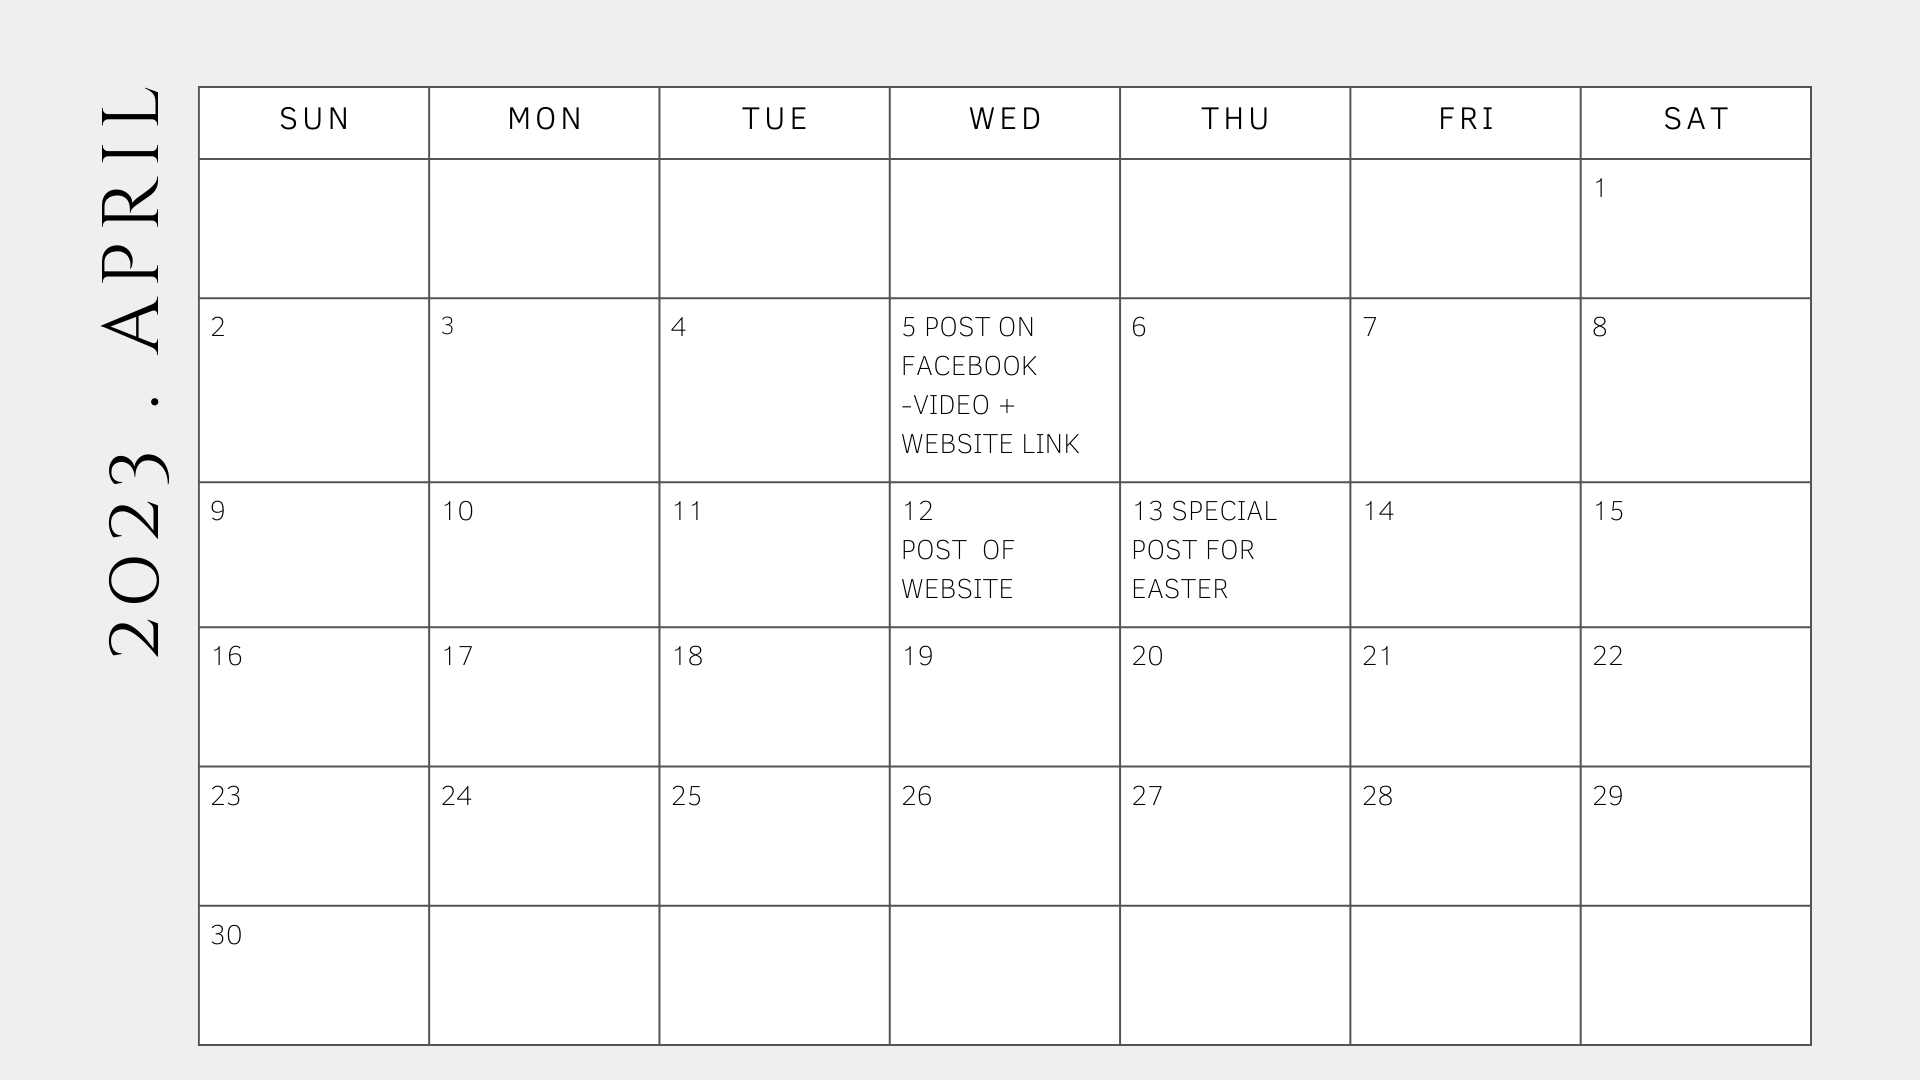 2023 . APRIL
SUN MON TUE WED THU FRI SAT
1
2 3 4 5 POST ON 6 7 8
FACEBOOK
-VIDEO +
WEBSITE LINK
9 10 11 12 13 SPECIAL 14 15
POST  OF POST FOR
WEBSITE EASTER
16 17 18 19 20 21 22
23 24 25 26 27 28 29
30